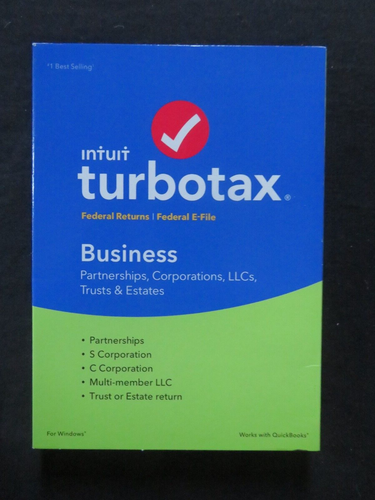 #1 Best Selling
intuit
turbotax®
Federal Returns | Federal E-File
Business
Partnerships, Corporations, LLCs,
Trusts & Estates
• Partnerships
• S Corporation
• C Corporation
• Multi-member LLC
• Trust or Estate return
For Windows®
Works with QuickBooks®